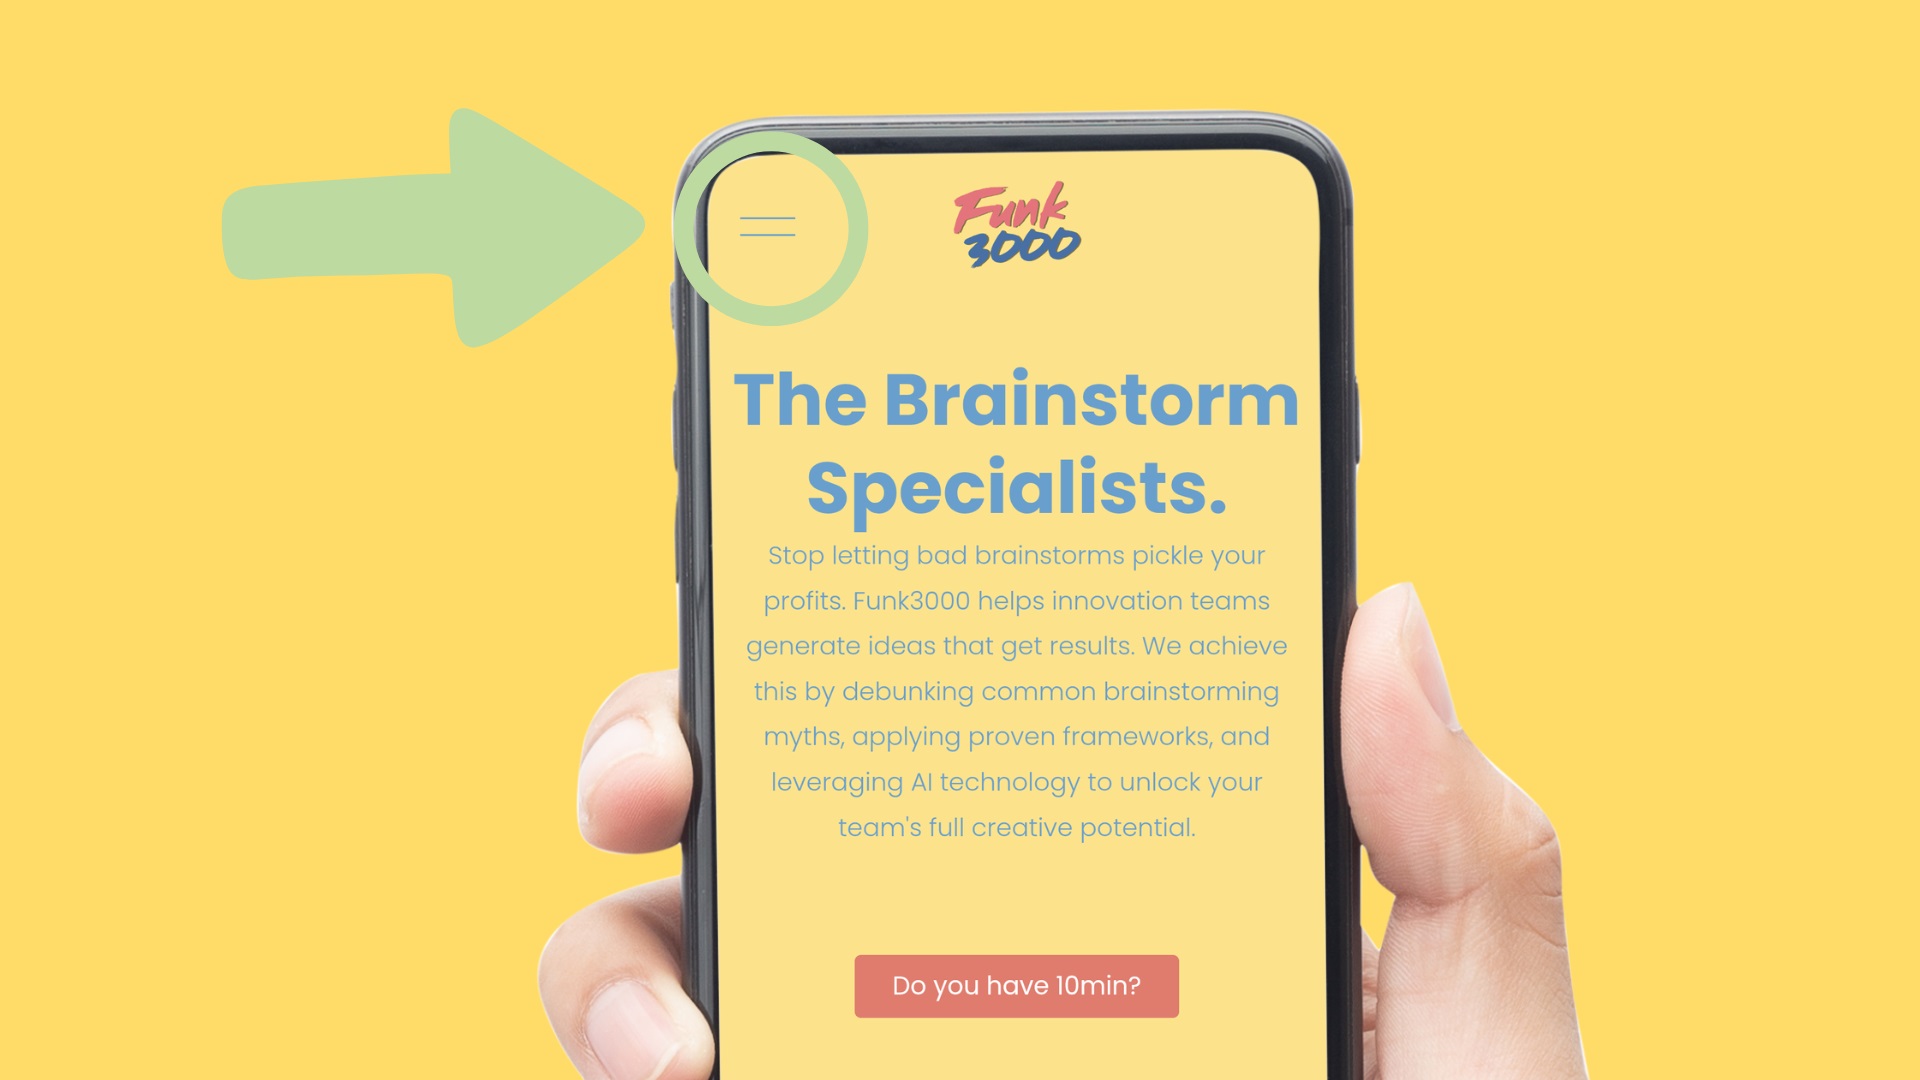 Funk
3000
The Brainstorm
Specialists.
Stop letting bad brainstorms pickle your
profits. Funk3000 helps innovation teams
generate ideas that get results. We achieve
this by debunking common brainstorming
myths, applying proven frameworks, and
leveraging AI technology to unlock your
team's full creative potential.
Do you have 10min?